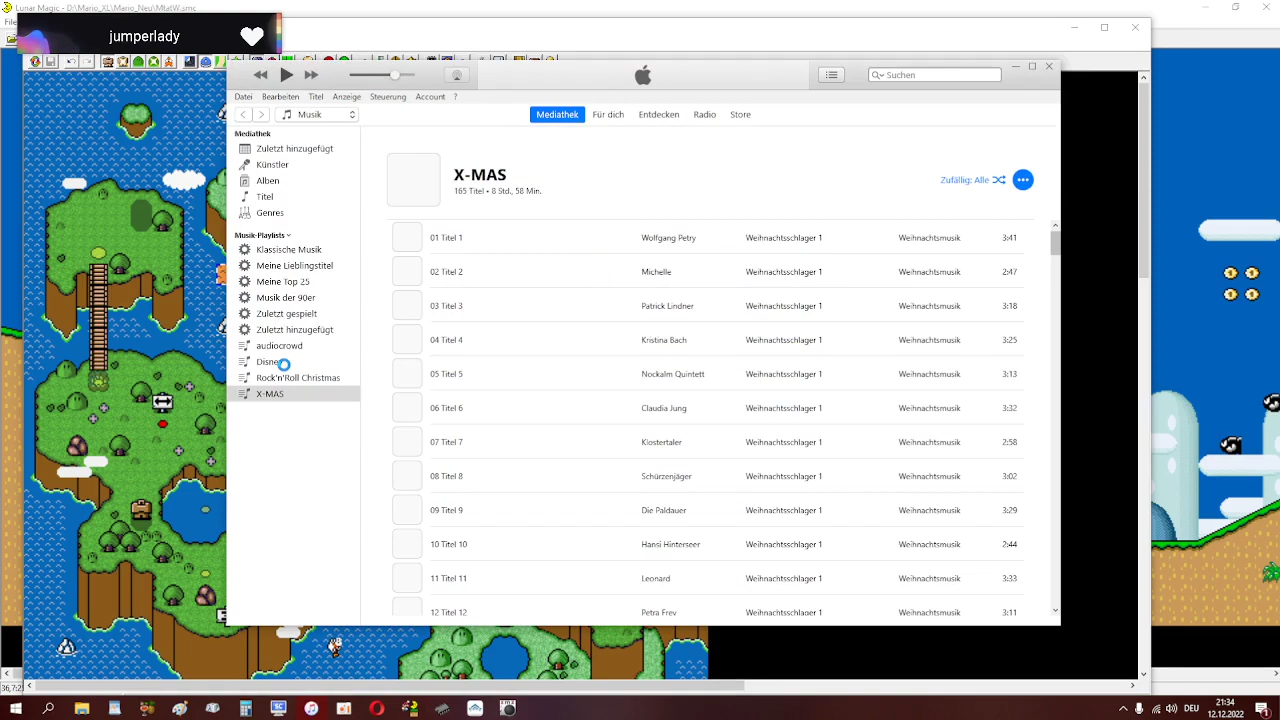 Lunar Magic - D:\Mario_XL\Mario_Neu\MtatW.smc
jumperlady
Suchen
Datei Bearbeiten Titel Anzeige Steuerung Account ?
Musik
Mediathek Für dich Entdecken Radio Store
Mediathek
Zuletzt hinzugefügt
Künstler
Alben
Titel
Genres
Musik-Playlists
Klassische Musik
Meine Lieblingstitel
Meine Top 25
Musik der 90er
Zuletzt gespielt
Zuletzt hinzugefügt
audiocrowd
Rock'n'Roll Christmas
X-MAS
X-MAS
165 Titel • 8 Std., 58 Min.
Zufällig: Alle
01 Titel 1 Wolfgang Petry Weihnachtsschlager 1 Weihnachtsmusik 3:41
02 Titel 2 Michelle Weihnachtsschlager 1 Weihnachtsmusik 2:47
03 Titel 3 Patrick Lindner Weihnachtsschlager 1 Weihnachtsmusik 3:18
04 Titel 4 Kristina Bach Weihnachtsschlager 1 Weihnachtsmusik 3:25
05 Titel 5 Nockalm Quintett Weihnachtsschlager 1 Weihnachtsmusik 3:13
06 Titel 6 Claudia Jung Weihnachtsschlager 1 Weihnachtsmusik 3:32
07 Titel 7 Klostertaler Weihnachtsschlager 1 Weihnachtsmusik 2:58
08 Titel 8 Schürzenjäger Weihnachtsschlager 1 Weihnachtsmusik 3:02
09 Titel 9 Die Paldauer Weihnachtsschlager 1 Weihnachtsmusik 3:29
10 Titel 10 Hansi Hinterseer Weihnachtsschlager 1 Weihnachtsmusik 2:44
11 Titel 11 Leonard Weihnachtsschlager 1 Weihnachtsmusik 3:33
12 Titel 12 Petra Frey Weihnachtsschlager 1 Weihnachtsmusik 3:11
DEU
21:34
12.12.2022